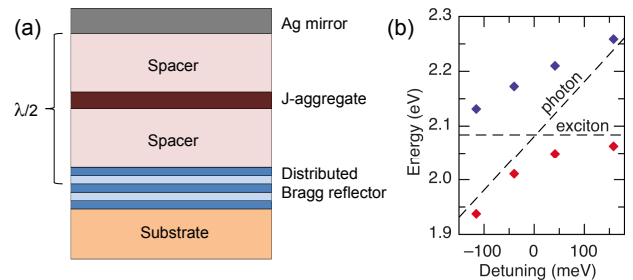 (a)
Ag mirror
Spacer
J-aggregate
λ/2
Spacer
Distributed
Bragg reflector
Substrate
(b)
2.3
2.2
2.1
2.0
1.9
Energy (eV)
photon
exciton
−100
0
100
Detuning (meV)